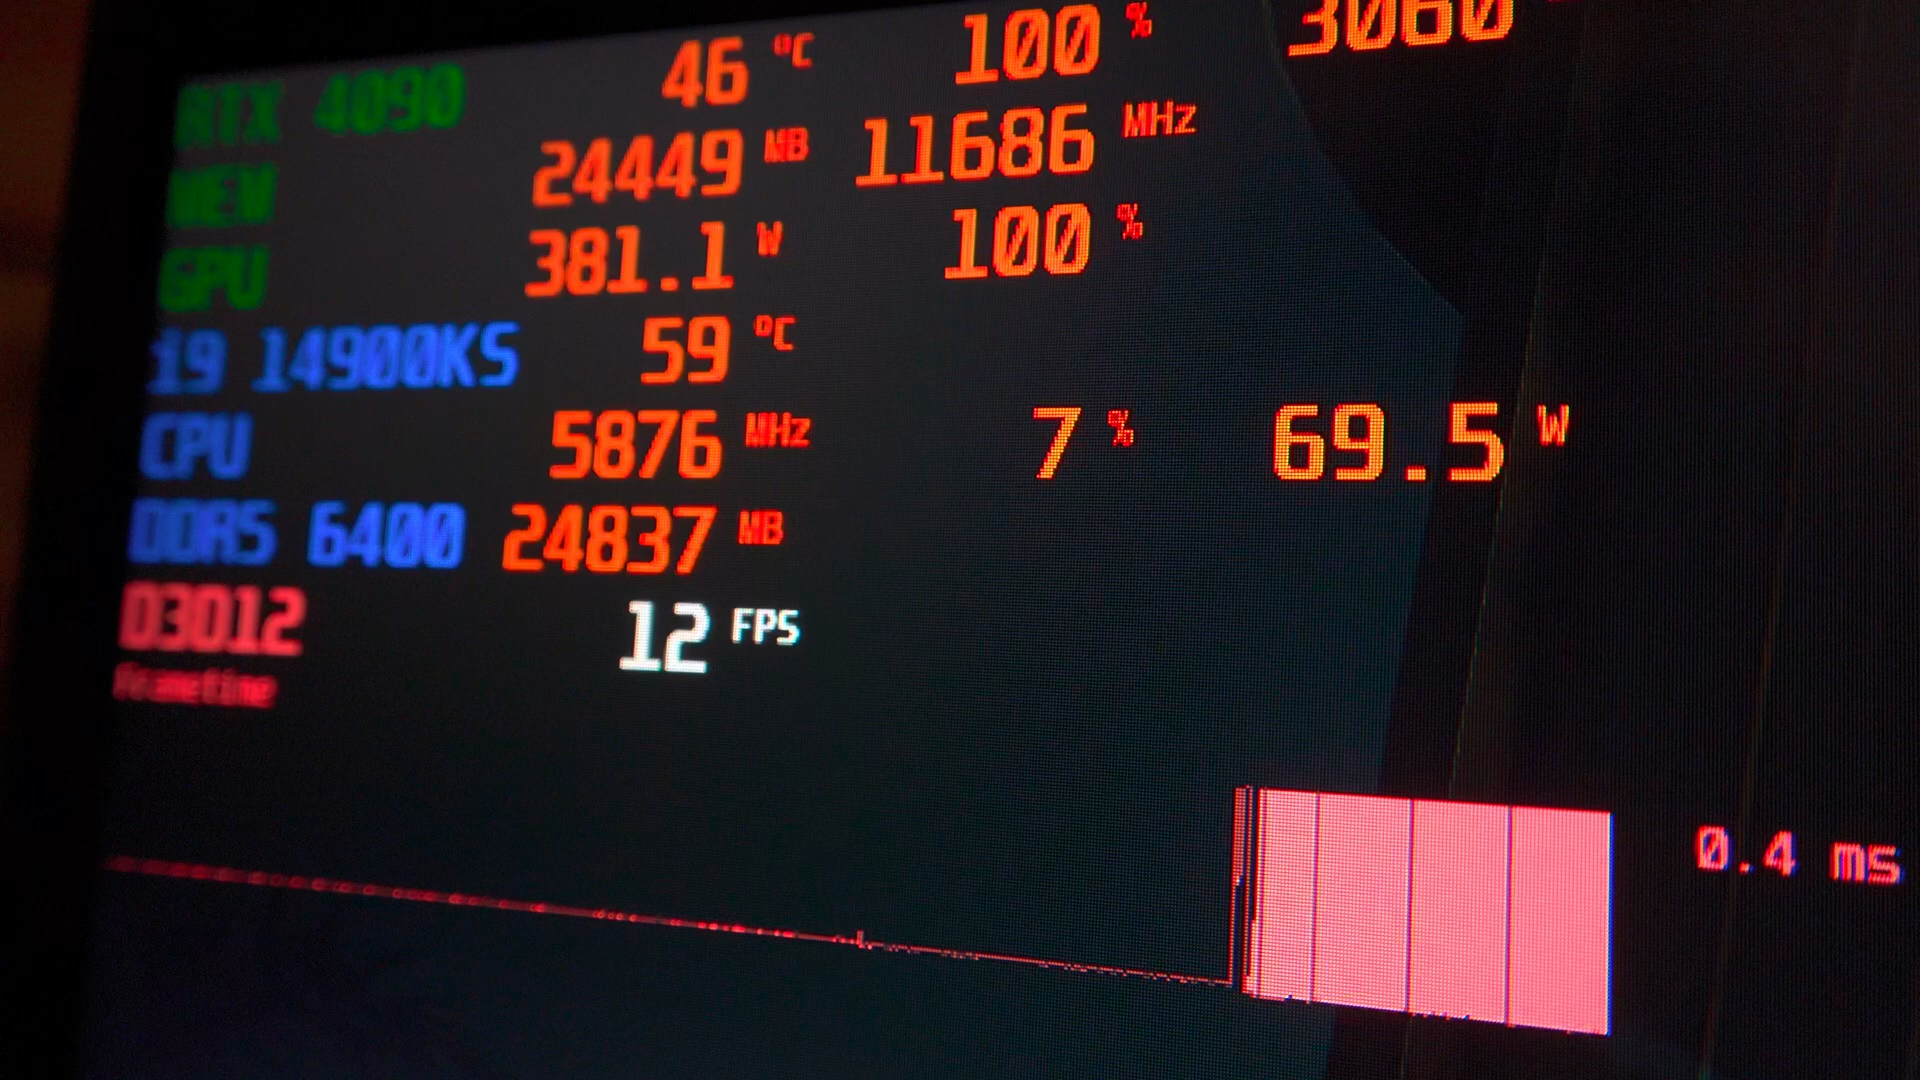 RTX 4090 46 °C 100 % 3060
MEM 24449 MB 11686 MHz
GPU 381.1 W 100 %
i9 14900KS 59 °C
CPU 5876 MHz 7 % 69.5 W
DDR5 6400 24837 MB
D3D12 12 FPS
Frametime
0.4 ms